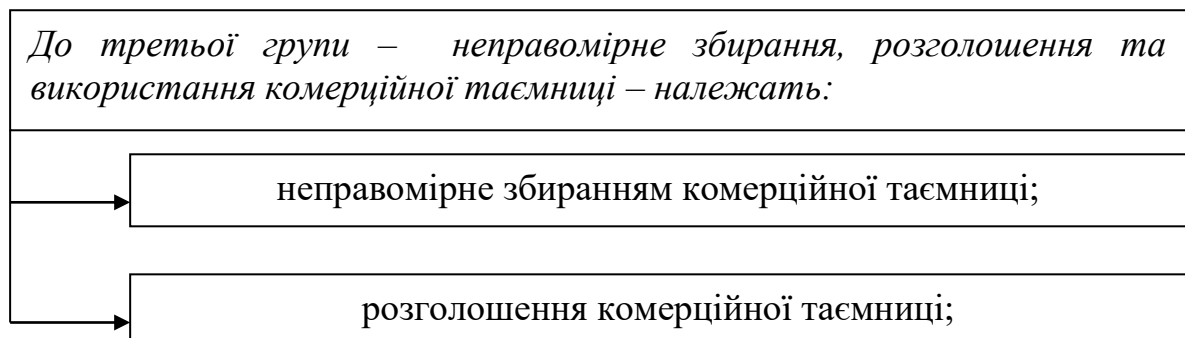 До третьої групи – неправомірне збирання, розголошення та
використання комерційної таємниці – належать:
неправомірне збиранням комерційної таємниці;
розголошення комерційної таємниці;